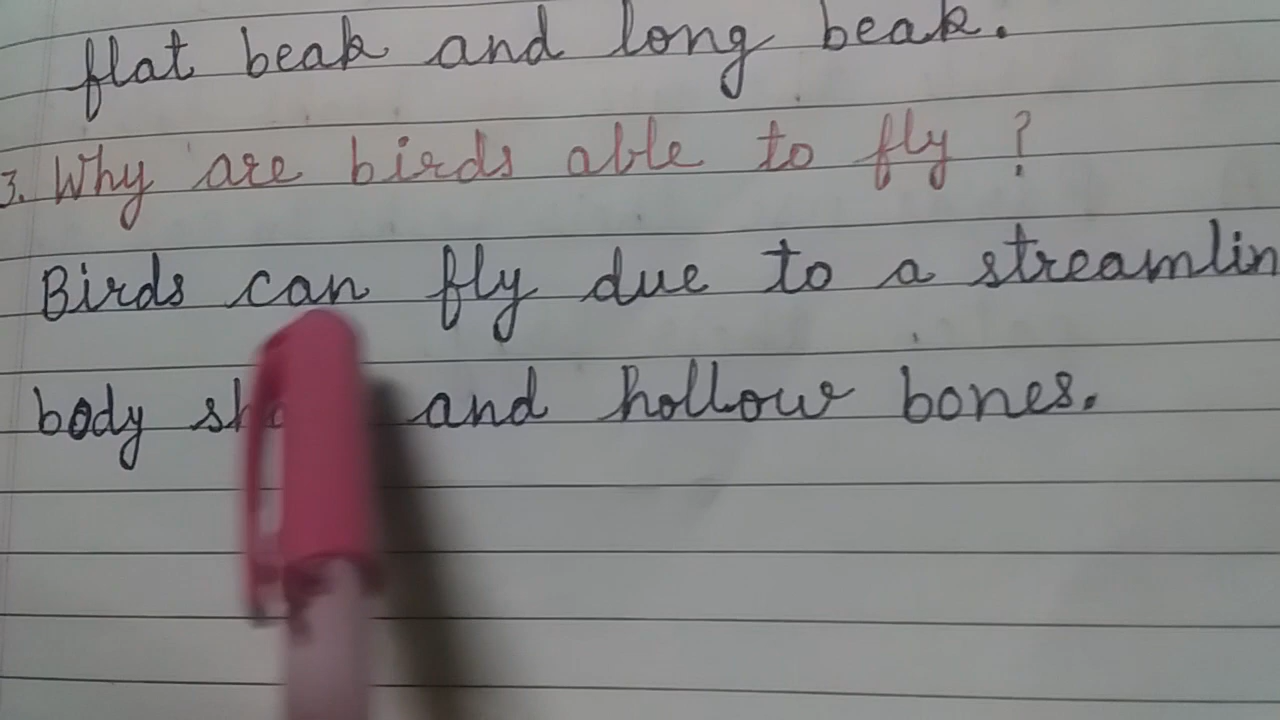 flat beak and long beak.
3. Why are birds able to fly ?
Birds can fly due to a streamlin
body and hollow bones.